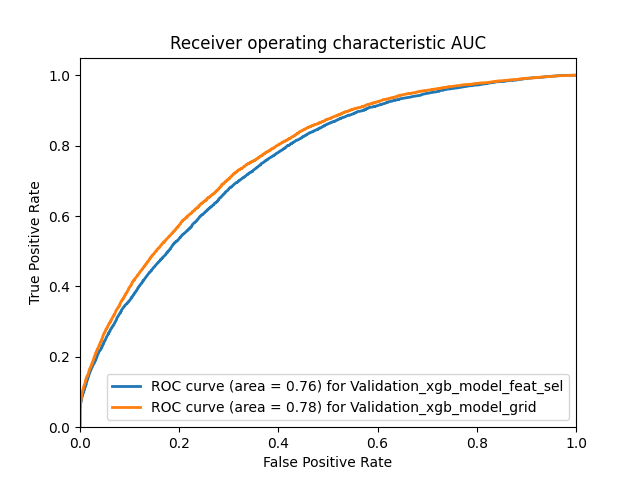 Receiver operating characteristic AUC
1.0
0.8
0.6
0.4
0.2
0.0
True Positive Rate
ROC curve (area = 0.76) for Validation_xgb_model_feat_sel
ROC curve (area = 0.78) for Validation_xgb_model_grid
0.0 0.2 0.4 0.6 0.8 1.0
False Positive Rate